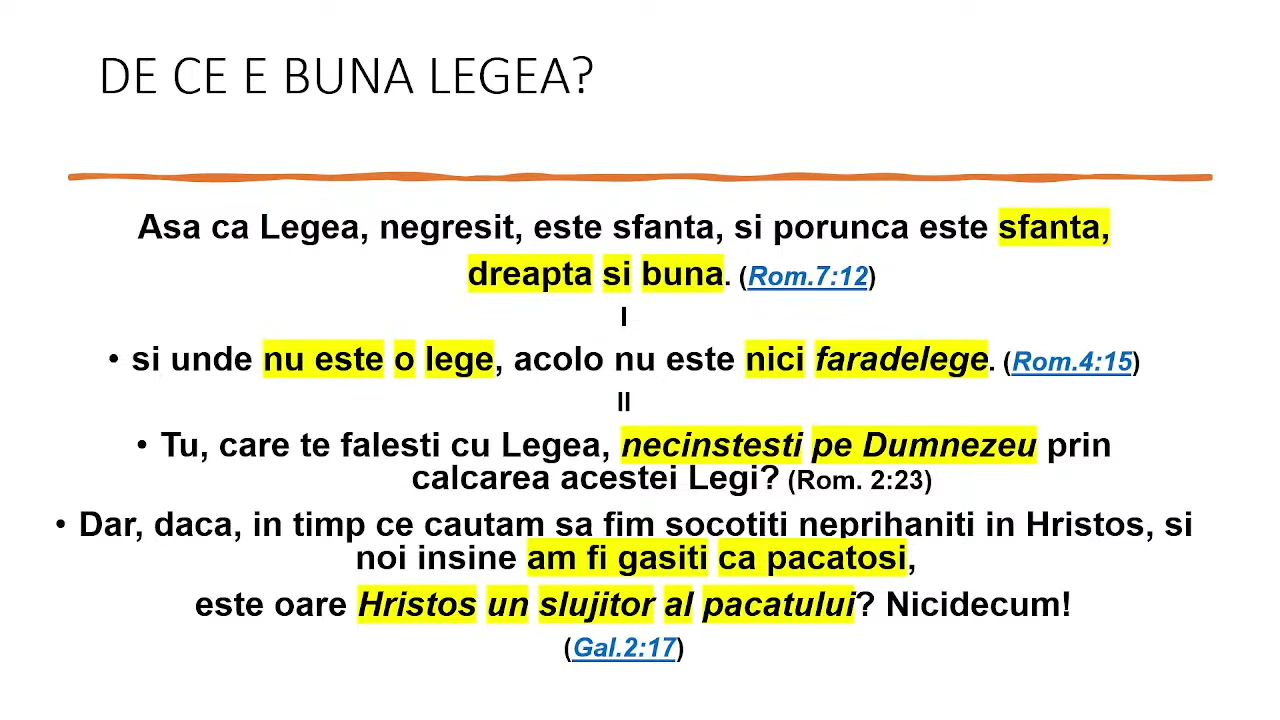 DE CE E BUNA LEGEA?
Asa ca Legea, negresit, este sfanta, si porunca este sfanta,
dreapta si buna. (Rom.7:12)
I
• si unde nu este o lege, acolo nu este nici faradelege. (Rom.4:15)
II
• Tu, care te falesti cu Legea, necinstesti pe Dumnezeu prin
calcarea acestei Legi? (Rom. 2:23)
• Dar, daca, in timp ce cautam sa fim socotiti neprihaniti in Hristos, si
noi insine am fi gasiti ca pacatosi,
este oare Hristos un slujitor al pacatului? Nicidecum!
(Gal.2:17)